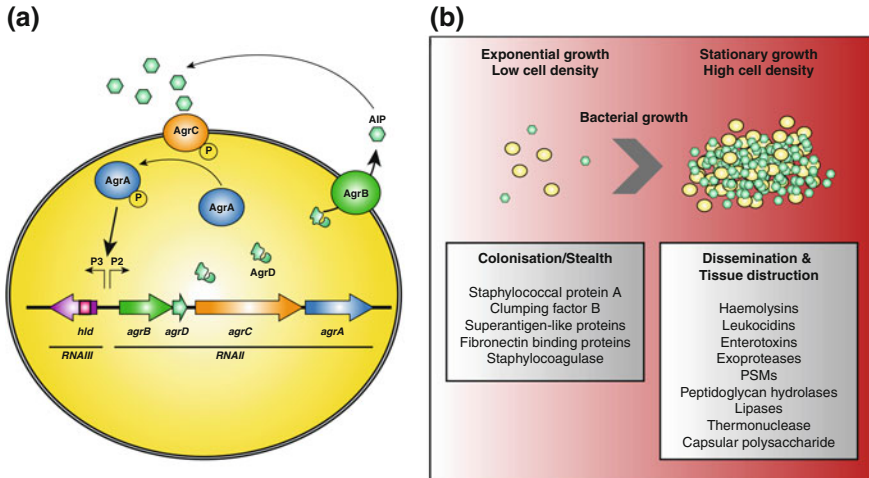 (a)
AIP
AgrC
P
AgrA
P
AgrA
AgrB
AgrD
P3 P2
hld agrB agrD agrC agrA
RNAIII RNAII
(b)
Exponential growth
Low cell density
Stationary growth
High cell density
Bacterial growth
Colonisation/Stealth
Staphylococcal protein A
Clumping factor B
Superantigen-like proteins
Fibronectin binding proteins
Staphylocoagulase
Dissemination &
Tissue distruction
Haemolysins
Leukocidins
Enterotoxins
Exoproteases
PSMs
Peptidoglycan hydrolases
Lipases
Thermonuclease
Capsular polysaccharide